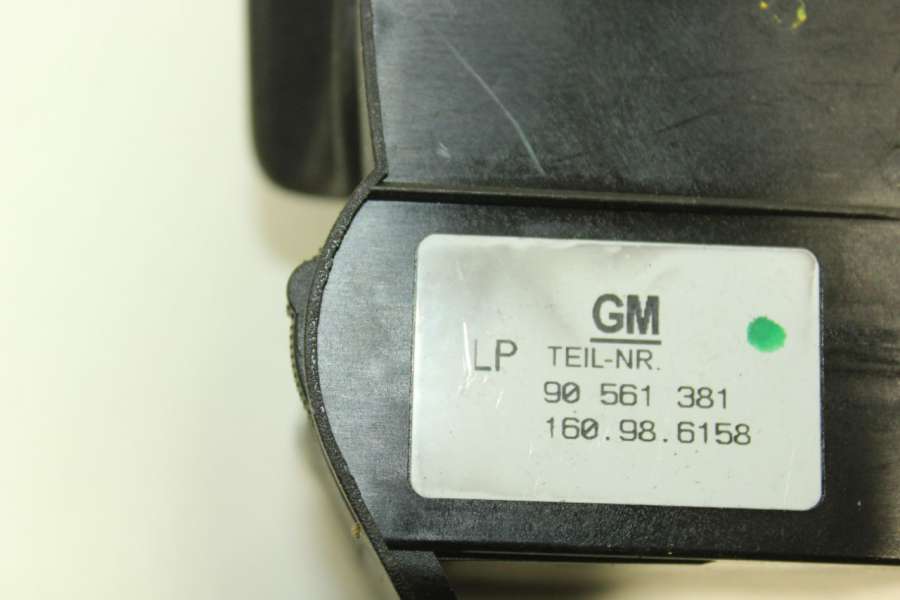 GM
LP TEIL-NR.
90 561 381
160.98.6158